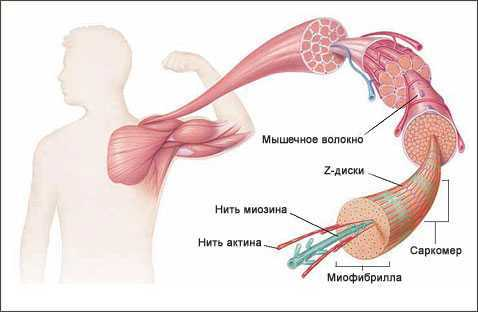 Мышечное волокно
Z-диски
Нить миозина
Нить актина
Саркомер
Миофибрилла